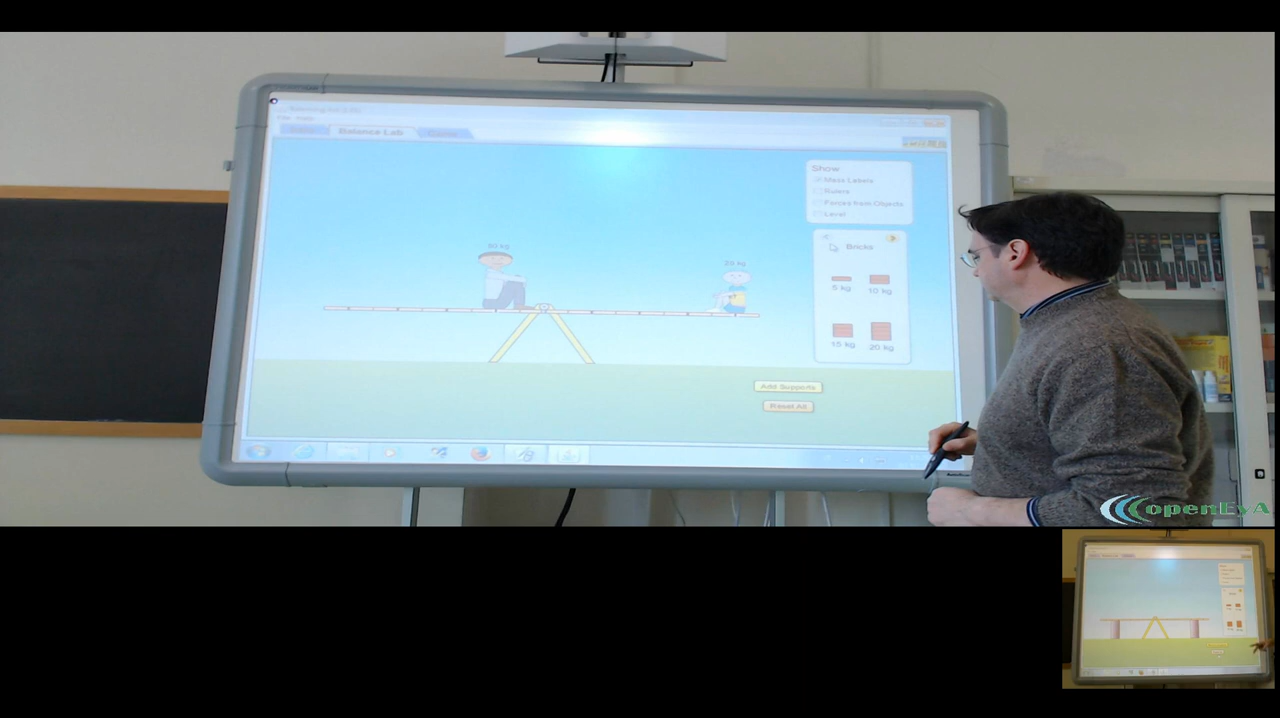 Balance Lab
Game
Show
Mass Labels
Rulers
Forces from Objects
Level
Bricks
5 kg
10 kg
15 kg
20 kg
Add Supports
Reset All
openEyA